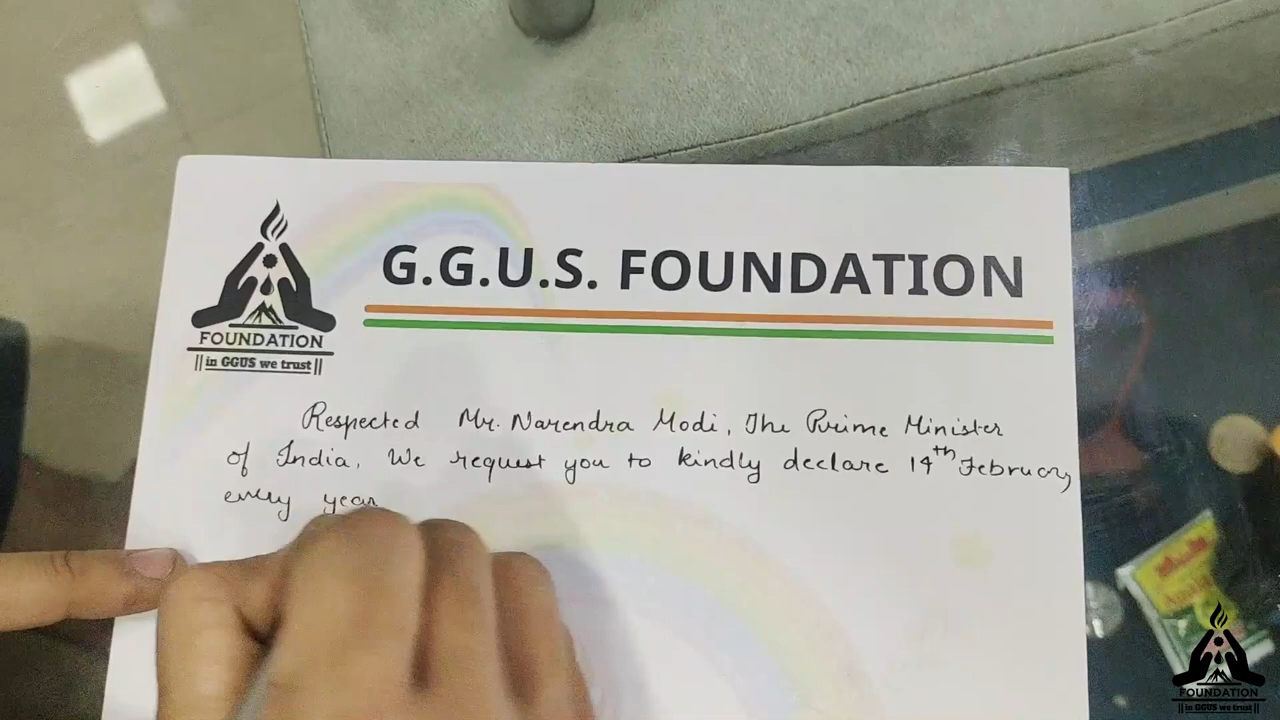 G.G.U.S. FOUNDATION
FOUNDATION
||in GGUS we trust||
Respected Mr. Narendra Modi, The Prime Minister
of India, We request you to kindly declare 14th February
every year
FOUNDATION
||in GGUS we trust||